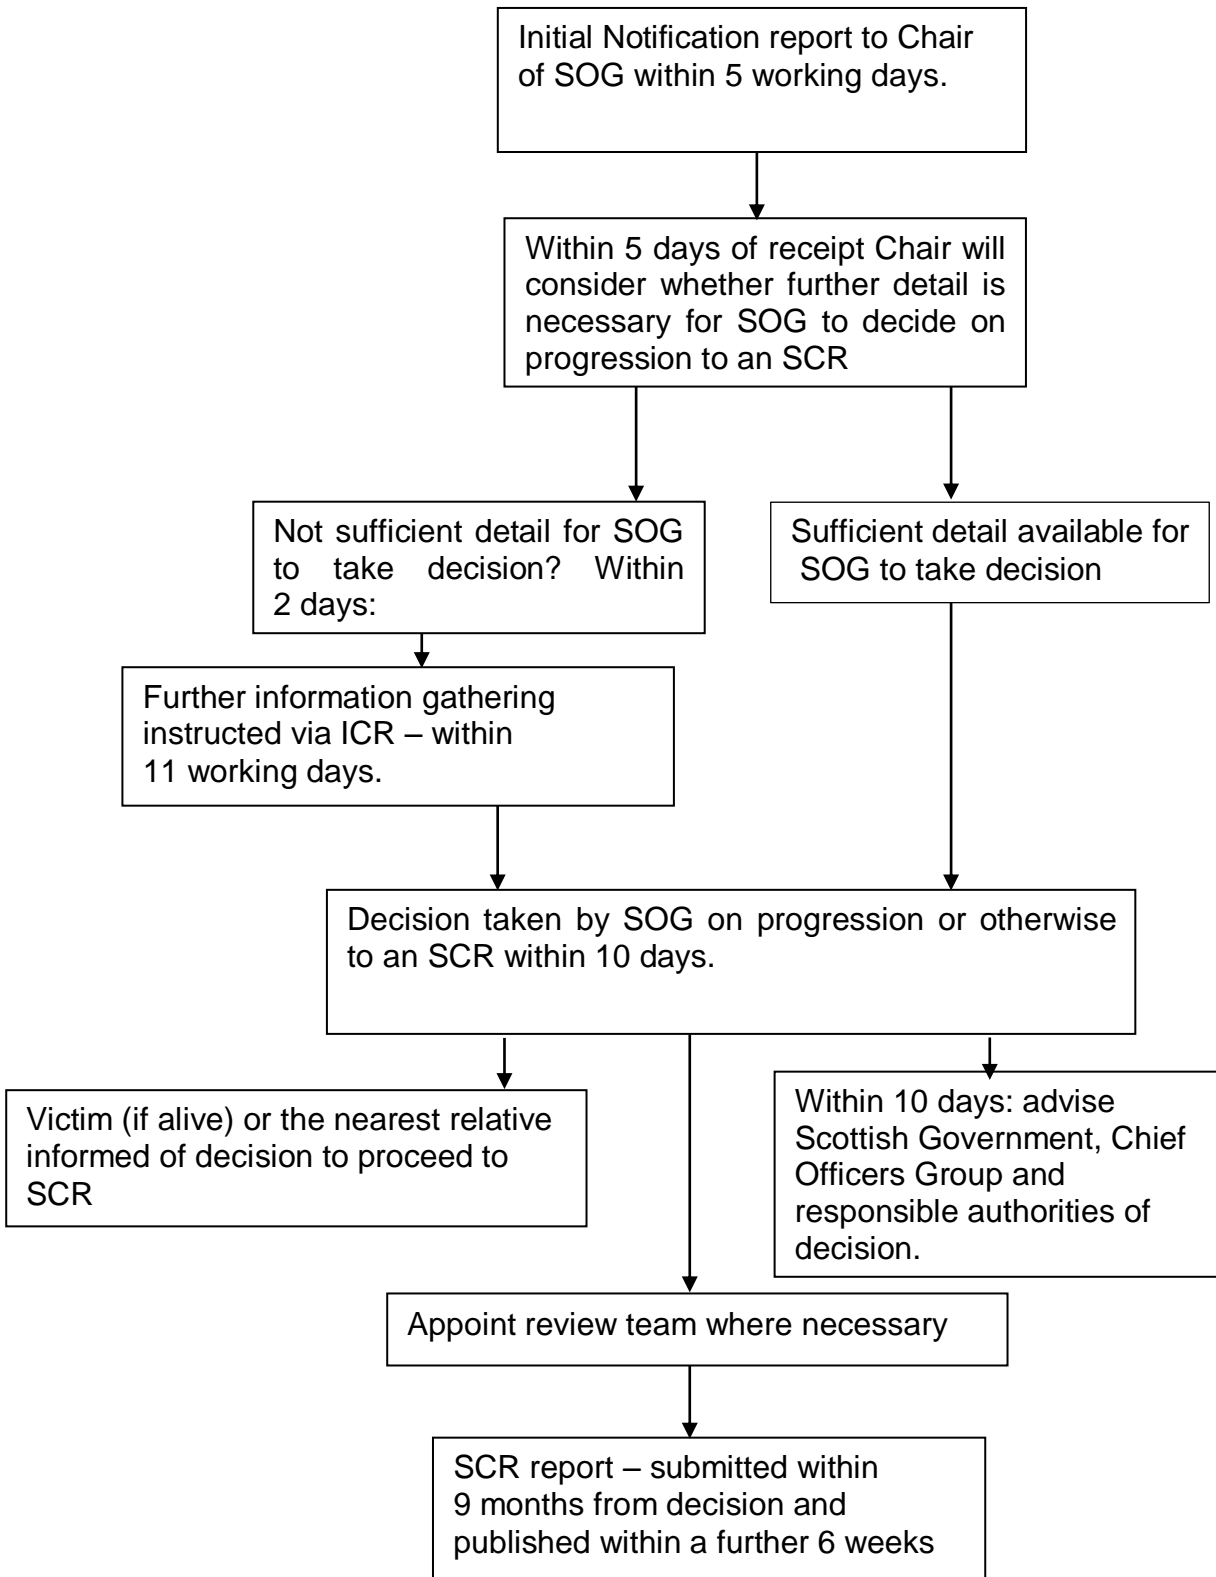 Initial Notification report to Chair
of SOG within 5 working days.
Within 5 days of receipt Chair will
consider whether further detail is
necessary for SOG to decide on
progression to an SCR
Not sufficient detail for SOG
to take decision? Within
2 days:
Sufficient detail available for
SOG to take decision
Further information gathering
instructed via ICR – within
11 working days.
Decision taken by SOG on progression or otherwise
to an SCR within 10 days.
Victim (if alive) or the nearest relative
informed of decision to proceed to
SCR
Within 10 days: advise
Scottish Government, Chief
Officers Group and
responsible authorities of
decision.
Appoint review team where necessary
SCR report – submitted within
9 months from decision and
published within a further 6 weeks